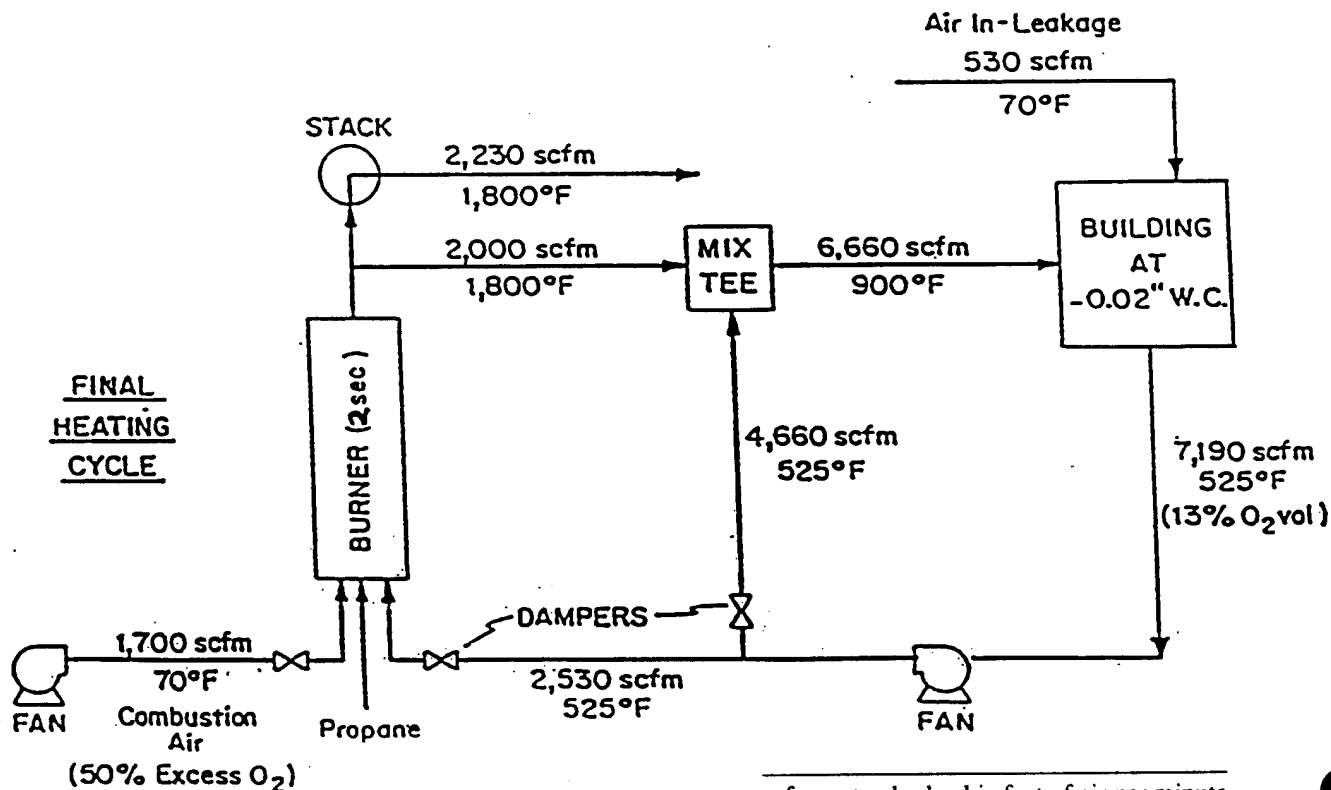 Air In-Leakage
530 scfm
70°F
STACK
2,230 scfm
1,800°F
2,000 scfm
1,800°F
MIX
TEE
6,660 scfm
900°F
BUILDING
AT
-0.02" W.C.
FINAL
HEATING
CYCLE
BURNER (2sec)
4,660 scfm
525°F
7,190 scfm
525°F
(13% O₂ vol)
DAMPERS
1,700 scfm
70°F
2,530 scfm
525°F
FAN
Combustion
Air
(50% Excess O₂)
Propane
FAN